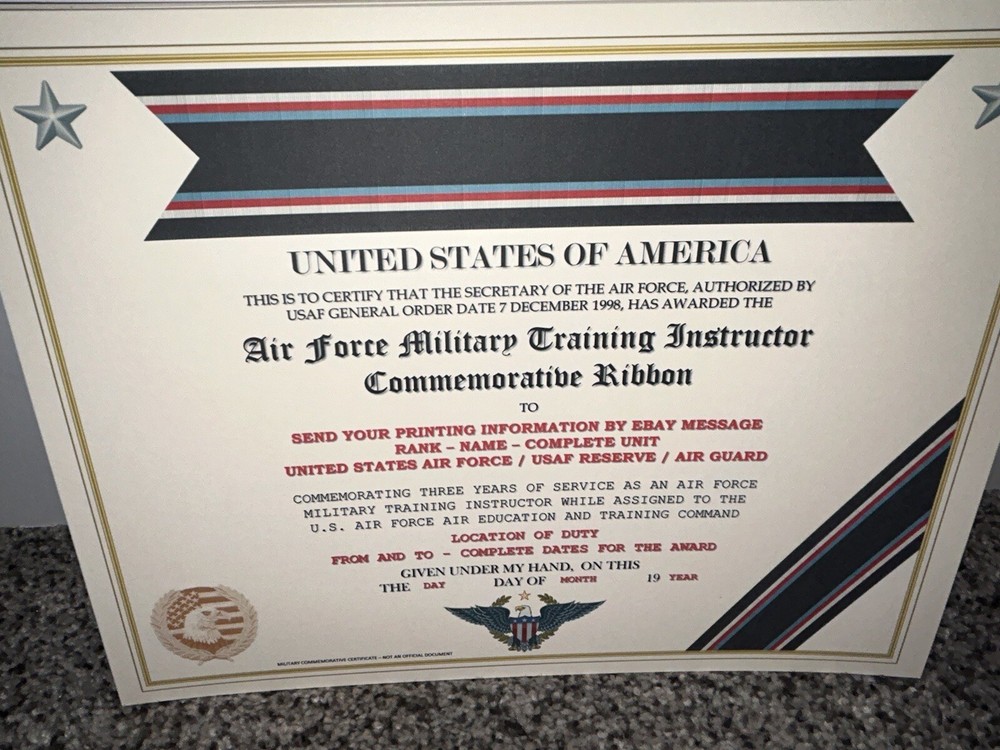 UNITED STATES OF AMERICA
THIS IS TO CERTIFY THAT THE SECRETARY OF THE AIR FORCE, AUTHORIZED BY
USAF GENERAL ORDER DATE 7 DECEMBER 1998, HAS AWARDED THE
Air Force Military Training Instructor
Commemorative Ribbon
TO
SEND YOUR PRINTING INFORMATION BY EBAY MESSAGE
RANK – NAME – COMPLETE UNIT
UNITED STATES AIR FORCE / USAF RESERVE / AIR GUARD
COMMEMORATING THREE YEARS OF SERVICE AS AN AIR FORCE
MILITARY TRAINING INSTRUCTOR WHILE ASSIGNED TO THE
U.S. AIR FORCE AIR EDUCATION AND TRAINING COMMAND
LOCATION OF DUTY
FROM AND TO – COMPLETE DATES FOR THE AWARD
GIVEN UNDER MY HAND, ON THIS
THE DAY DAY OF MONTH 19 YEAR
MILITARY COMMEMORATIVE CERTIFICATE – NOT AN OFFICIAL DOCUMENT